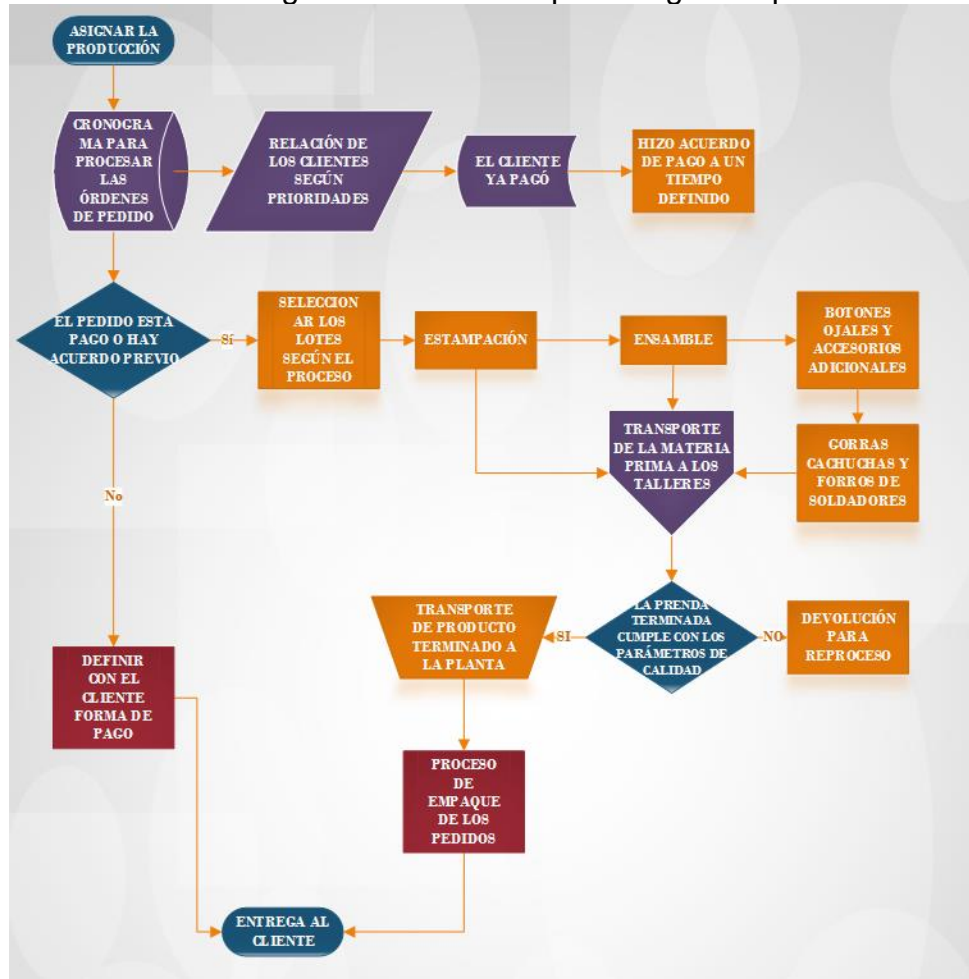 ASIGNAR LA
PRODUCCIÓN
CRONOGRA
MA PARA
PROCESAR
LAS
ÓRDENES
DE PEDIDO
RELACIÓN DE
LOS CLIENTES
SEGÚN
PRIORIDADES
EL CLIENTE
YA PAGÓ
HIZO ACUERDO
DE PAGO A UN
TIEMPO
DEFINIDO
EL PEDIDO ESTA
PAGO O HAY
ACUERDO PREVIO
Sí
SELECCION
AR LOS
LOTES
SEGÚN EL
PROCESO
ESTAMPACIÓN
ENSAMBLE
BOTONES
OJALES Y
ACCESORIOS
ADICIONALES
TRANSPORTE
DE LA MATERIA
PRIMA A LOS
TALLERES
GORRAS
CACHUCHAS Y
FORROS DE
SOLDADORES
No
LA PRENDA
TERMINADA
CUMPLE CON LOS
PARÁMETROS DE
CALIDAD
SI
NO
DEVOLUCIÓN
PARA
REPROCESO
TRANSPORTE
DE PRODUCTO
TERMINADO A
LA PLANTA
DEFINIR
CON EL
CLIENTE
FORMA DE
PAGO
PROCESO
DE
EMPAQUE
DE LOS
PEDIDOS
ENTREGA AL
CLIENTE